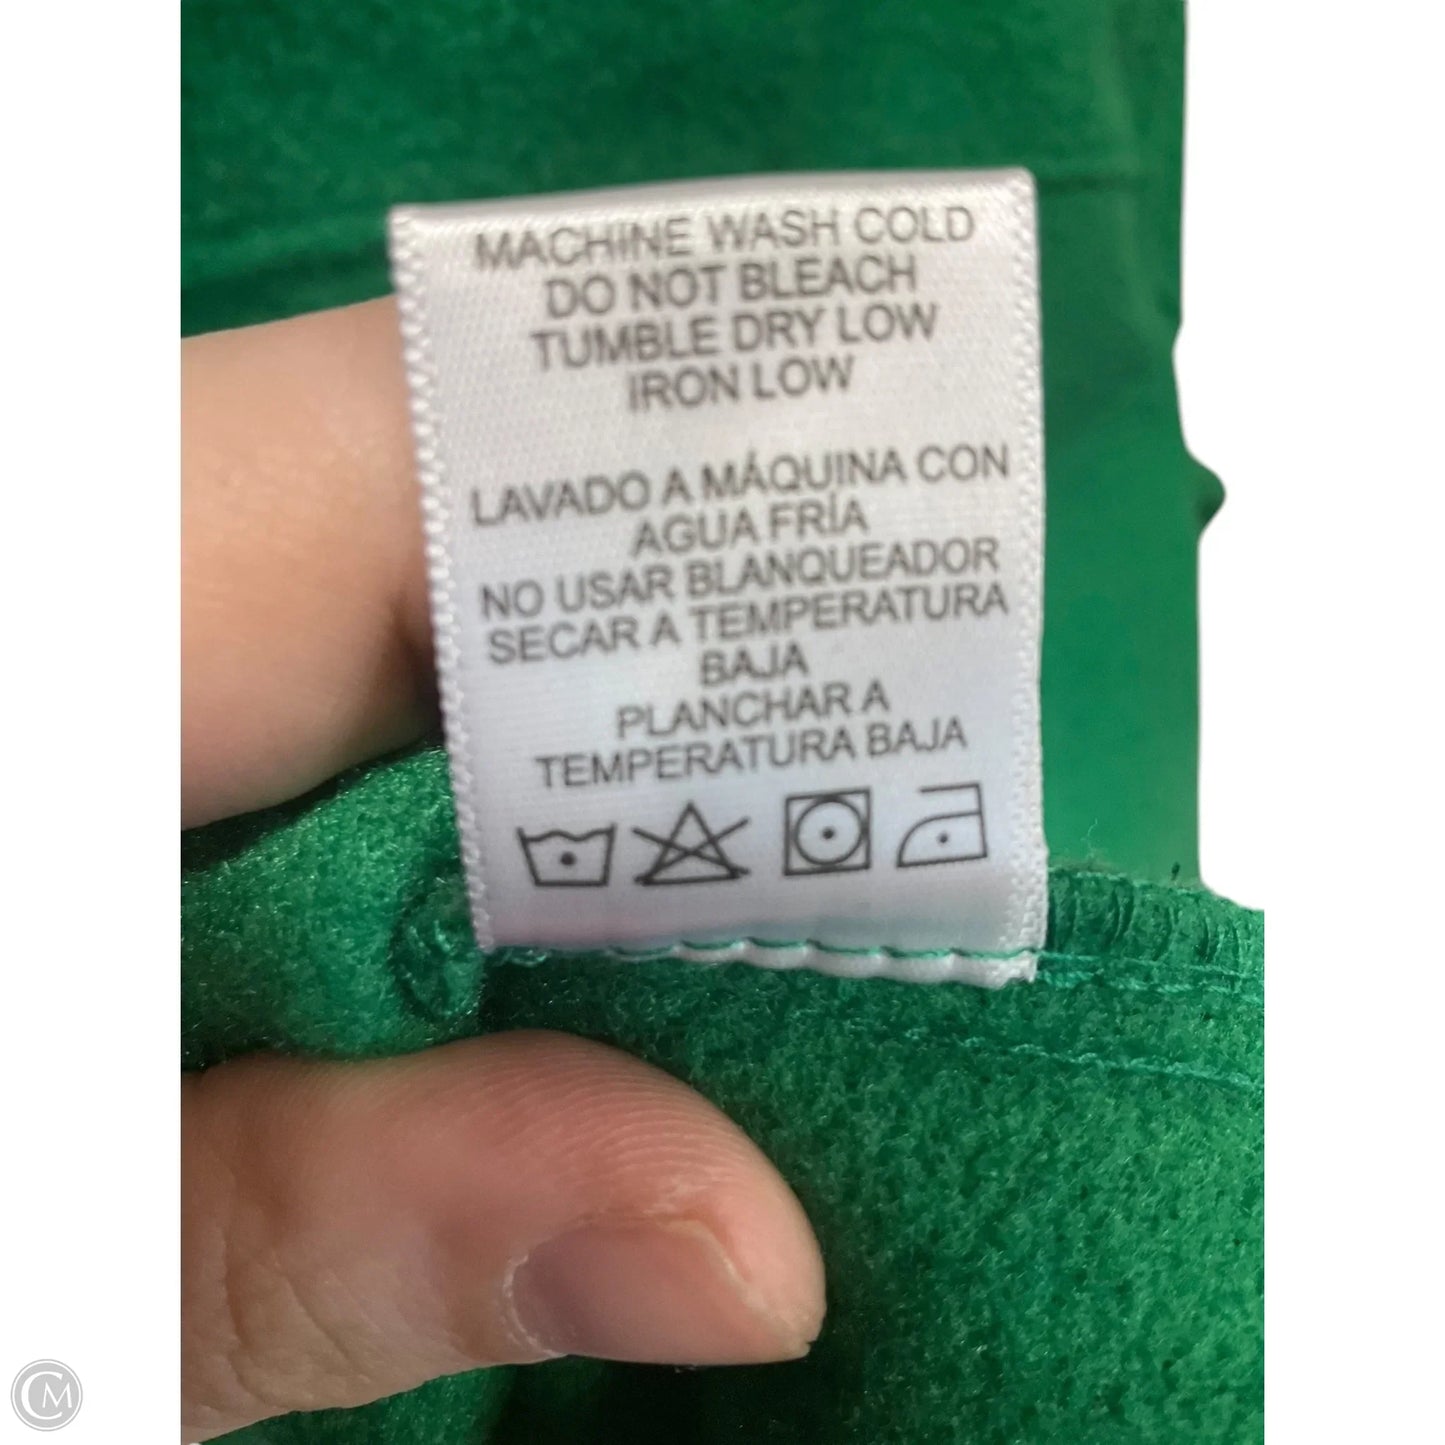 MACHINE WASH COLD
DO NOT BLEACH
TUMBLE DRY LOW
IRON LOW
LAVADO A MÁQUINA CON
AGUA FRÍA
NO USAR BLANQUEADOR
SECAR A TEMPERATURA
BAJA
PLANCHAR A
TEMPERATURA BAJA
CM